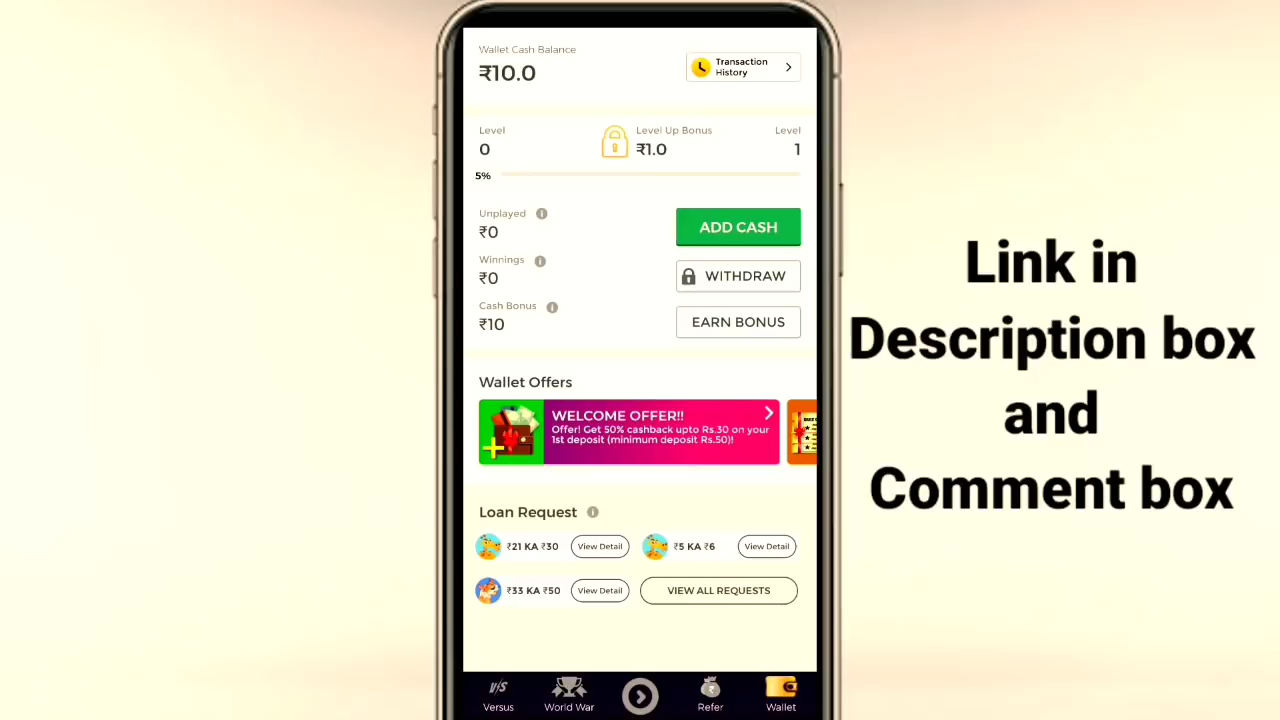 Wallet Cash Balance
₹10.0
Transaction
History
Level
0
Level Up Bonus
₹1.0
Level
1
5%
Unplayed
₹0
ADD CASH
Winnings
₹0
WITHDRAW
Cash Bonus
₹10
EARN BONUS
Wallet Offers
WELCOME OFFER!!
Offer! Get 50% cashback upto Rs.30 on your
1st deposit (minimum deposit Rs.50)!
Loan Request
₹21 KA ₹30
View Detail
₹5 KA ₹6
View Detail
₹33 KA ₹50
View Detail
VIEW ALL REQUESTS
V/S
Versus
World War
Refer
Wallet
Link in
Description box
and
Comment box